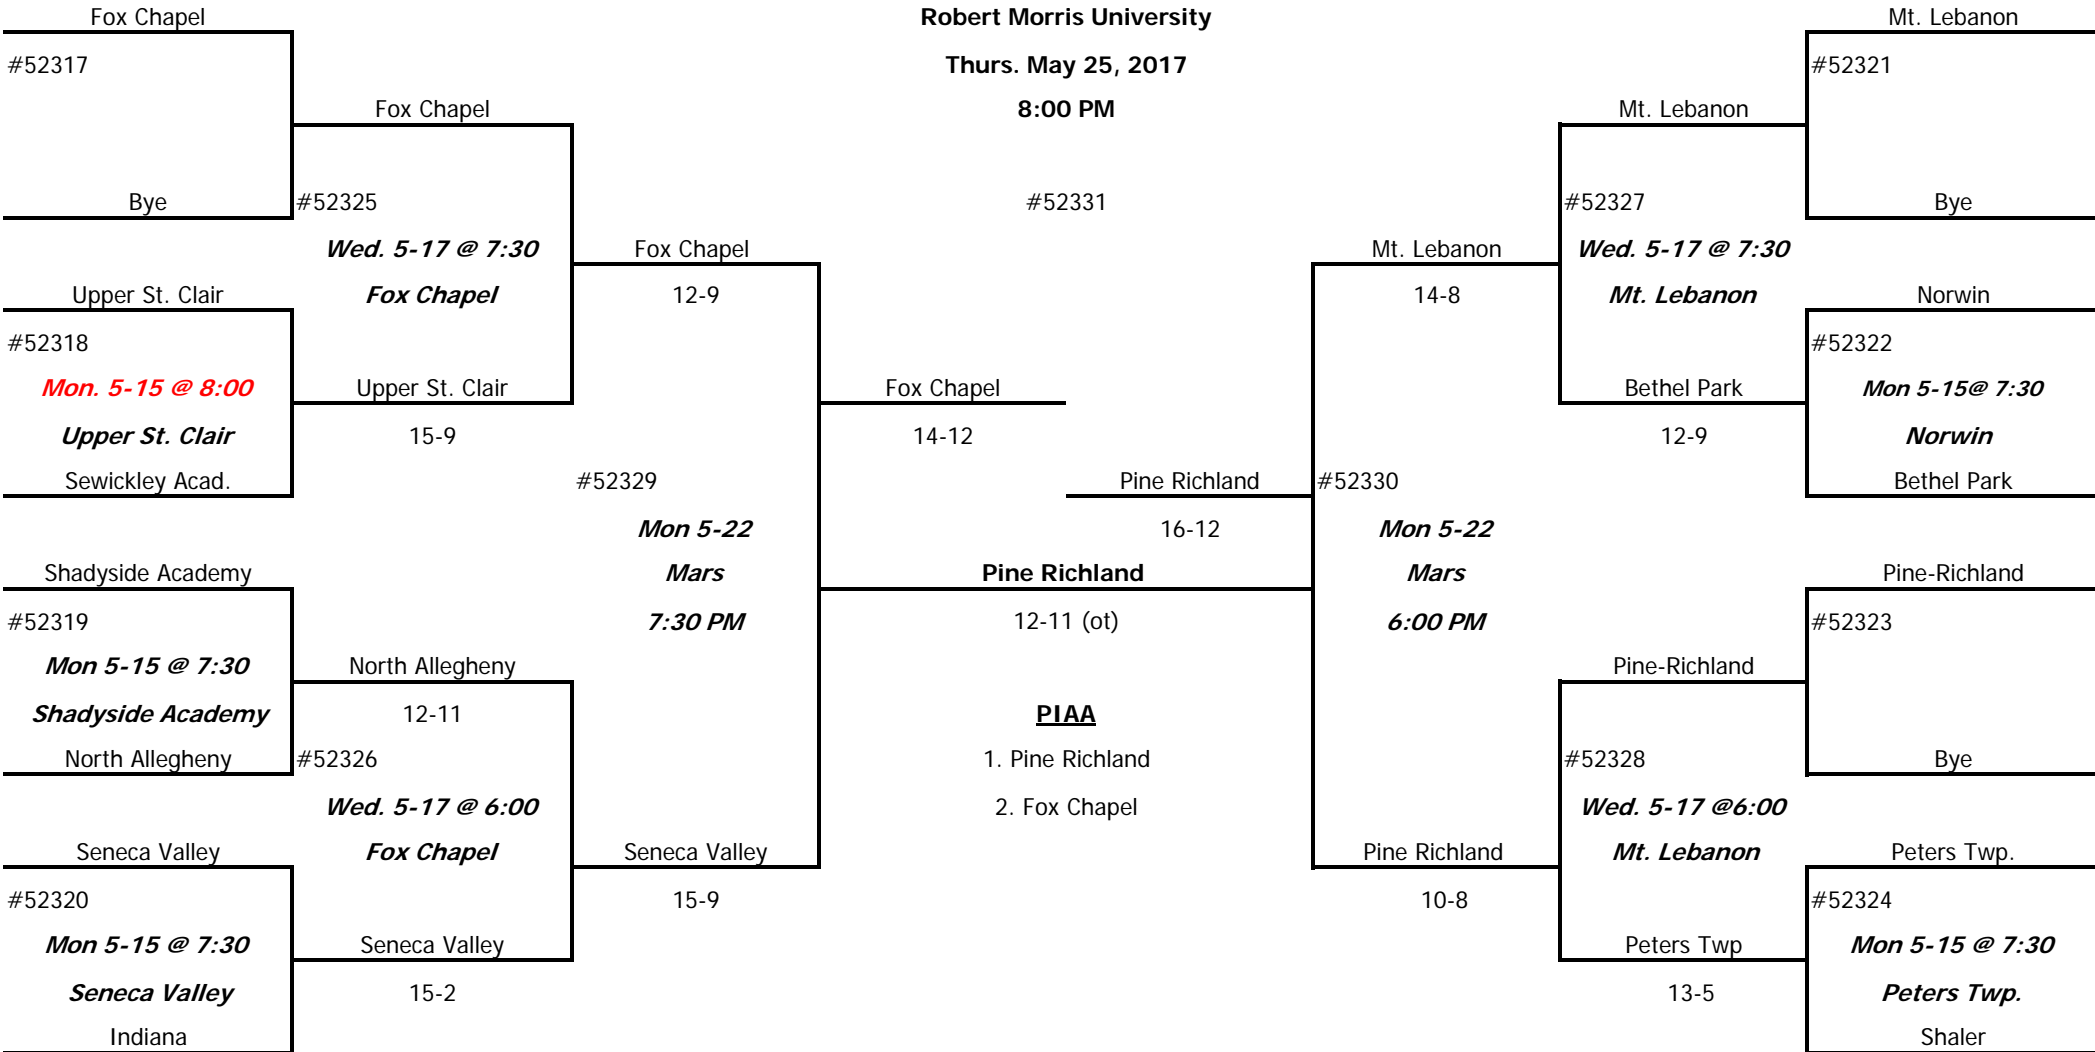 Fox Chapel
Robert Morris University
Mt. Lebanon
#52317
Thurs. May 25, 2017
#52321
Fox Chapel
8:00 PM
Mt. Lebanon
Bye
#52325
#52331
#52327
Bye
Wed. 5-17 @ 7:30
Fox Chapel
Mt. Lebanon
Wed. 5-17 @ 7:30
Upper St. Clair
Fox Chapel
12-9
14-8
Mt. Lebanon
Norwin
#52318
#52322
Mon. 5-15 @ 8:00
Upper St. Clair
Fox Chapel
Bethel Park
Mon 5-15@ 7:30
Upper St. Clair
15-9
14-12
12-9
Norwin
Sewickley Acad.
#52329
Pine Richland
#52330
Bethel Park
Mon 5-22
16-12
Mon 5-22
Shadyside Academy
Mars
Pine Richland
Mars
Pine-Richland
#52319
7:30 PM
12-11 (ot)
6:00 PM
#52323
Mon 5-15 @ 7:30
North Allegheny
Pine-Richland
Shadyside Academy
12-11
PIAA
North Allegheny
#52326
1. Pine Richland
#52328
Bye
Wed. 5-17 @ 6:00
2. Fox Chapel
Wed. 5-17 @6:00
Seneca Valley
Fox Chapel
Seneca Valley
Pine Richland
Mt. Lebanon
Peters Twp.
#52320
15-9
10-8
#52324
Mon 5-15 @ 7:30
Seneca Valley
Peters Twp
Mon 5-15 @ 7:30
Seneca Valley
15-2
13-5
Peters Twp.
Indiana
Shaler